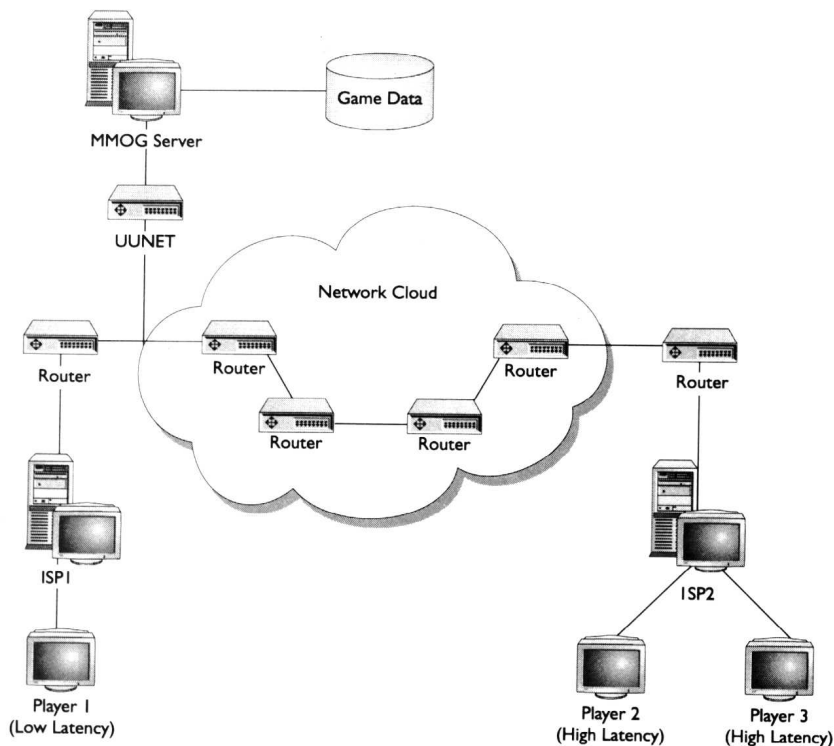 Game Data
MMOG Server
UUNET
Network Cloud
Router
Router
Router
Router
Router
Router
ISP1
ISP2
Player 1
(Low Latency)
Player 2
(High Latency)
Player 3
(High Latency)